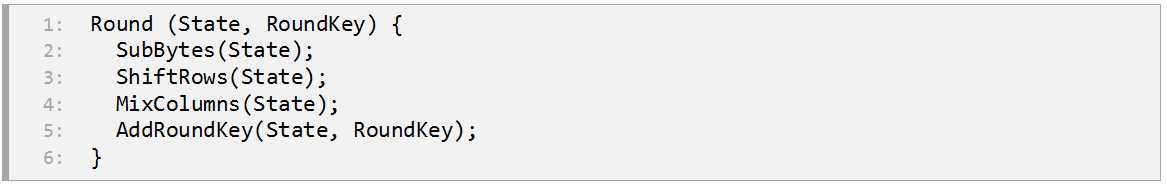 1: Round (State, RoundKey) {
2: SubBytes(State);
3: ShiftRows(State);
4: MixColumns(State);
5: AddRoundKey(State, RoundKey);
6: }